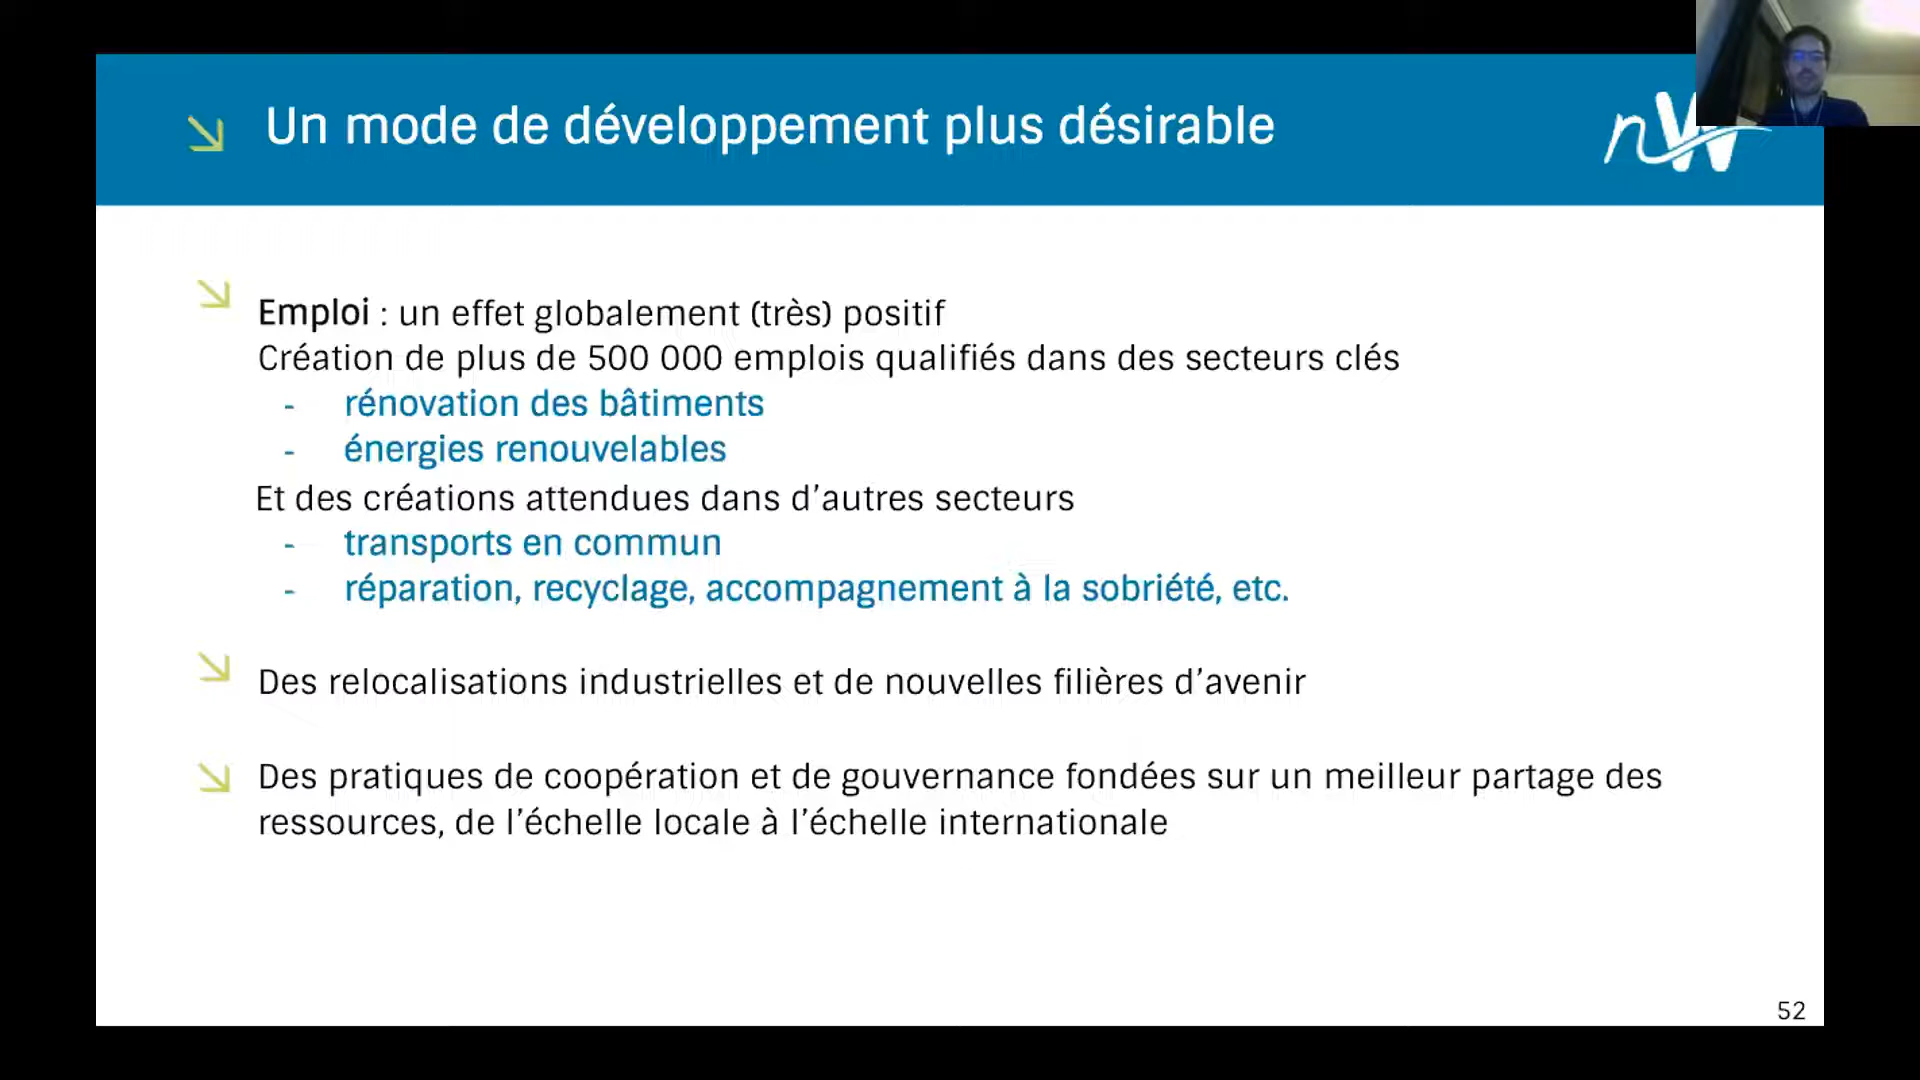 Un mode de développement plus désirable
nW
Emploi : un effet globalement (très) positif
Création de plus de 500 000 emplois qualifiés dans des secteurs clés
- rénovation des bâtiments
- énergies renouvelables
Et des créations attendues dans d’autres secteurs
- transports en commun
- réparation, recyclage, accompagnement à la sobriété, etc.
Des relocalisations industrielles et de nouvelles filières d’avenir
Des pratiques de coopération et de gouvernance fondées sur un meilleur partage des
ressources, de l’échelle locale à l’échelle internationale
52